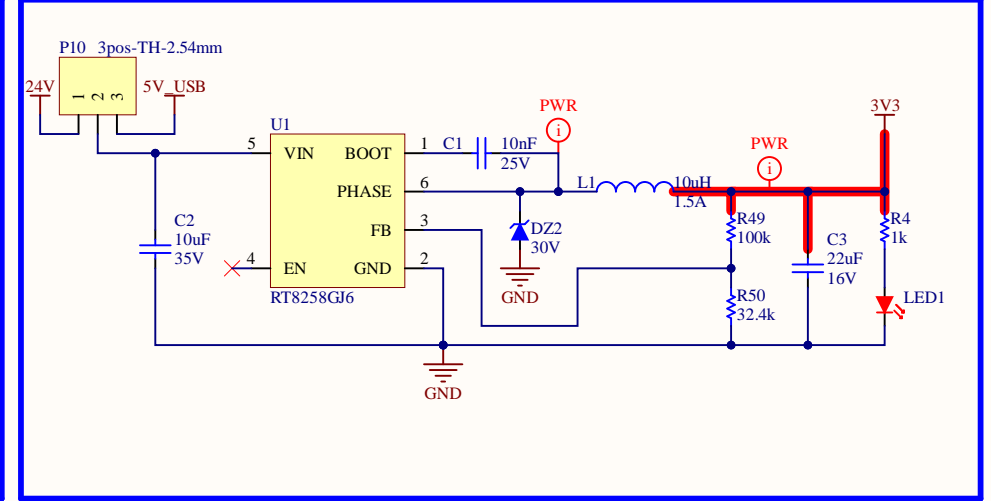 P10 3pos-TH-2.54mm
24V
5V_USB
1
2
3
PWR
3V3
U1
5
VIN
BOOT
1
C1
10nF
25V
PWR
i
i
PHASE
6
L1
10uH
1.5A
C2
10uF
35V
FB
3
DZ2
30V
R49
100k
C3
22uF
16V
R4
1k
4
EN
GND
2
RT8258GJ6
GND
R50
32.4k
LED1
GND